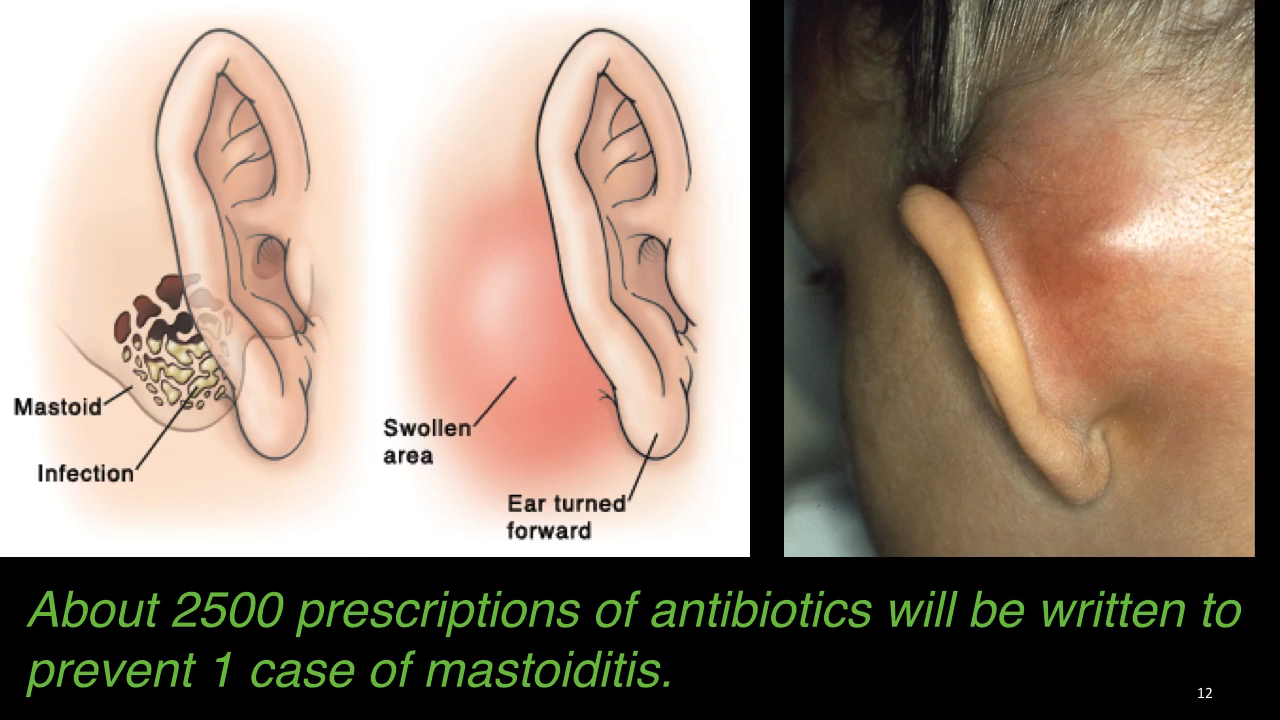 Mastoid
Infection
Swollen
area
Ear turned
forward
About 2500 prescriptions of antibiotics will be written to
prevent 1 case of mastoiditis.
12